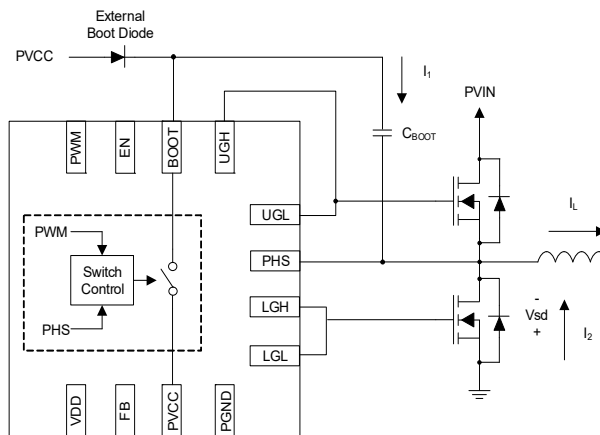 External
Boot Diode
PVCC
I1
PVIN
CBOOT
PWM
EN
BOOT
UGH
UGL
PHS
LGH
LGL
IL
PWM
Switch
Control
PHS
-
Vsd
+
I2
VDD
FB
PVCC
PGND